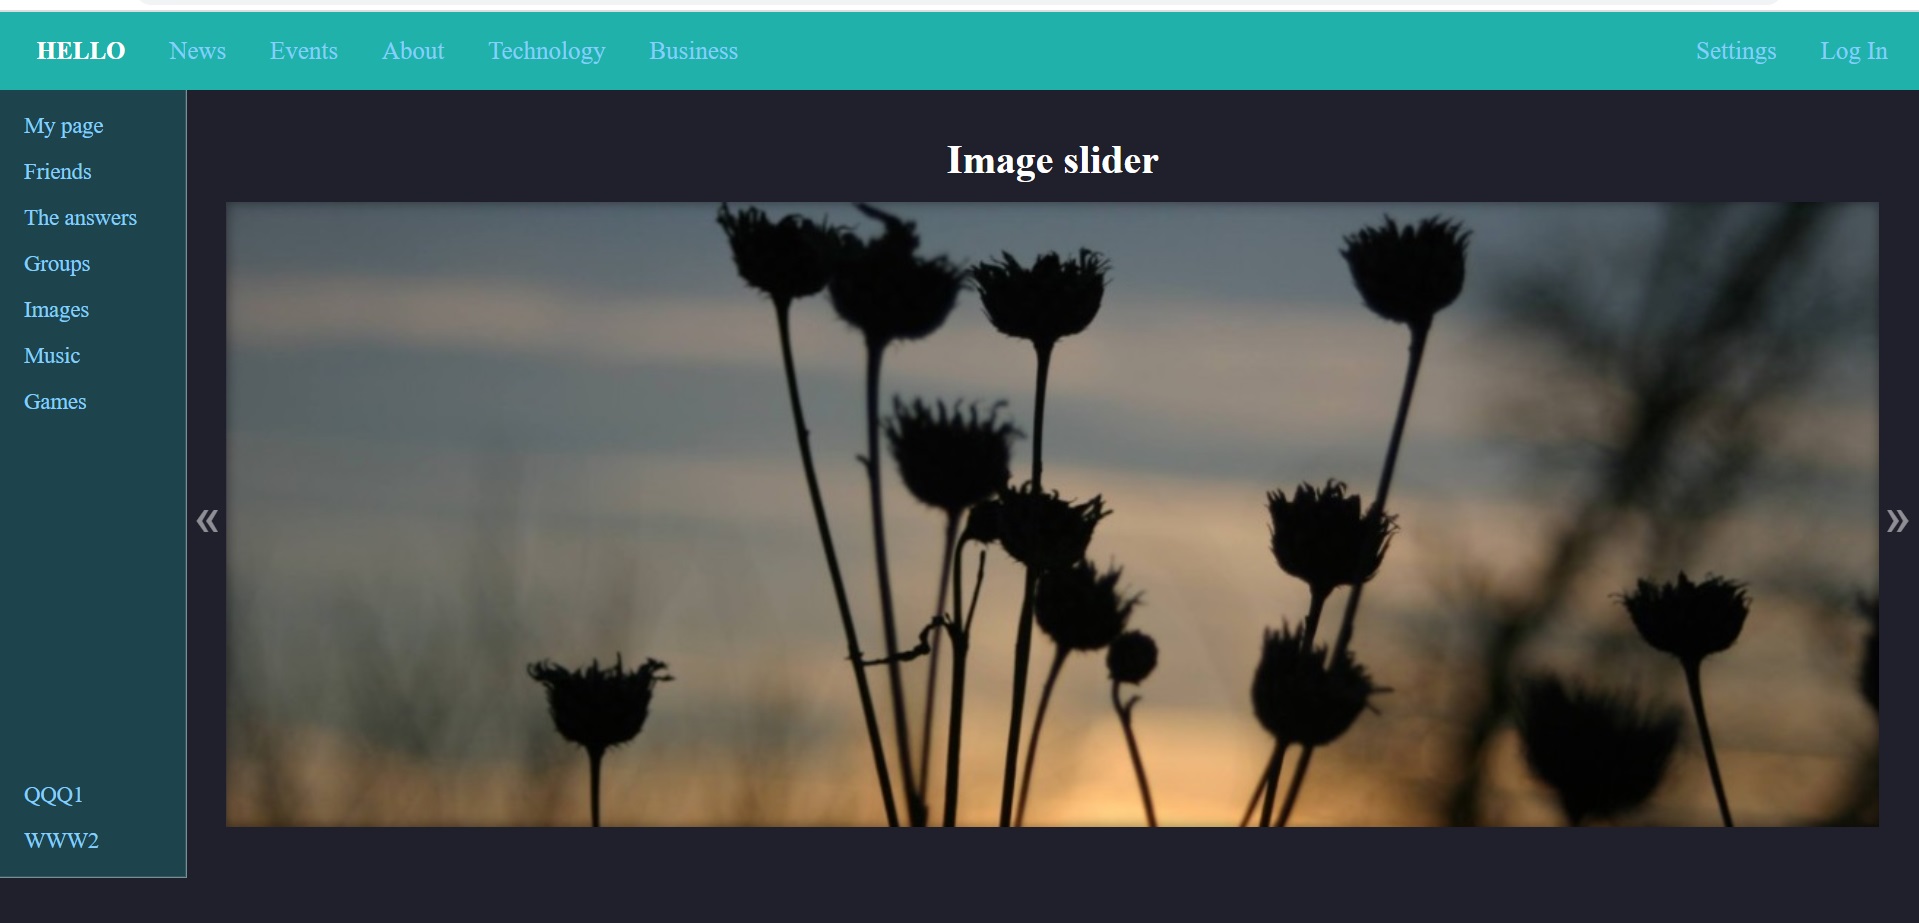 HELLO News Events About Technology Business Settings Log In
My page
Friends
The answers
Groups
Images
Music
Games
QQQ1
WWW2
Image slider
« »